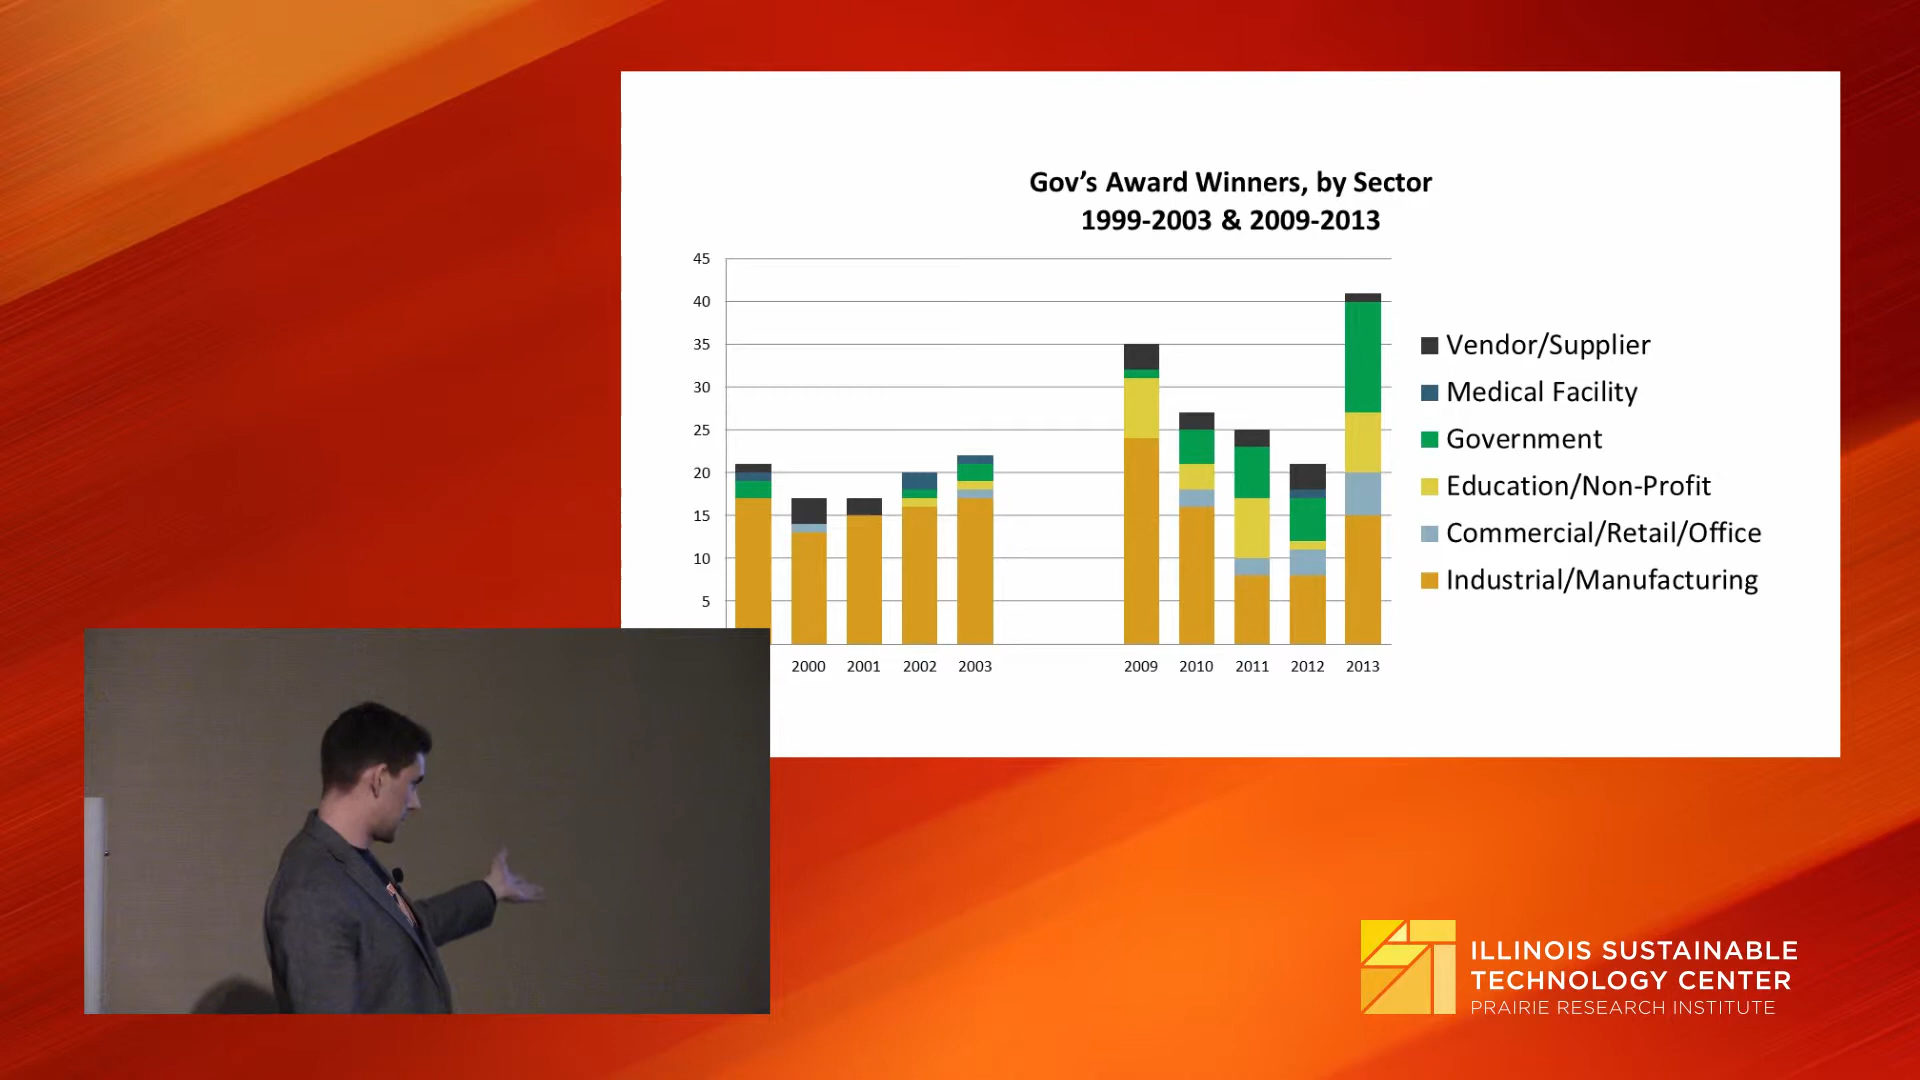 Gov's Award Winners, by Sector
1999-2003 & 2009-2013
45
40
35
30
25
20
15
10
5
2000 2001 2002 2003 2009 2010 2011 2012 2013
Vendor/Supplier
Medical Facility
Government
Education/Non-Profit
Commercial/Retail/Office
Industrial/Manufacturing
ILLINOIS SUSTAINABLE
TECHNOLOGY CENTER
PRAIRIE RESEARCH INSTITUTE